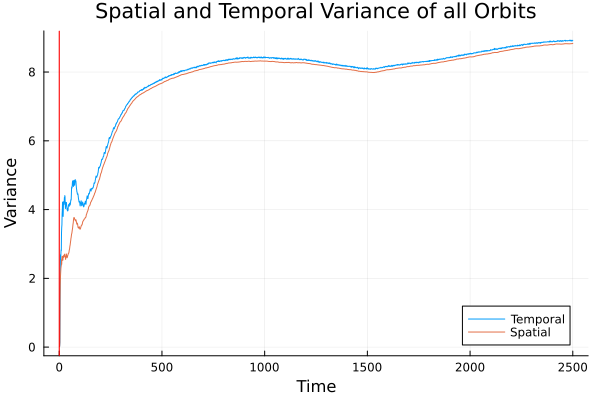 Spatial and Temporal Variance of all Orbits
Variance
8
6
4
2
0
0 500 1000 1500 2000 2500
Time
Temporal
Spatial